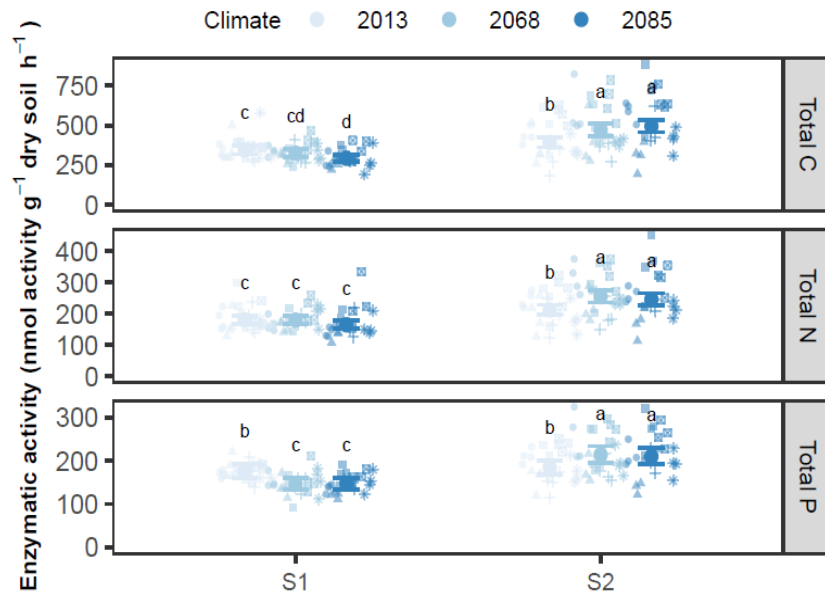 Climate 2013 2068 2085
Enzymatic activity (nmol activity g⁻¹ dry soil h⁻¹)
750
500
250
0
c cd d b a a
Total C
400
300
200
100
0
c c c b a a
Total N
300
200
100
0
b c c b a a
Total P
S1 S2